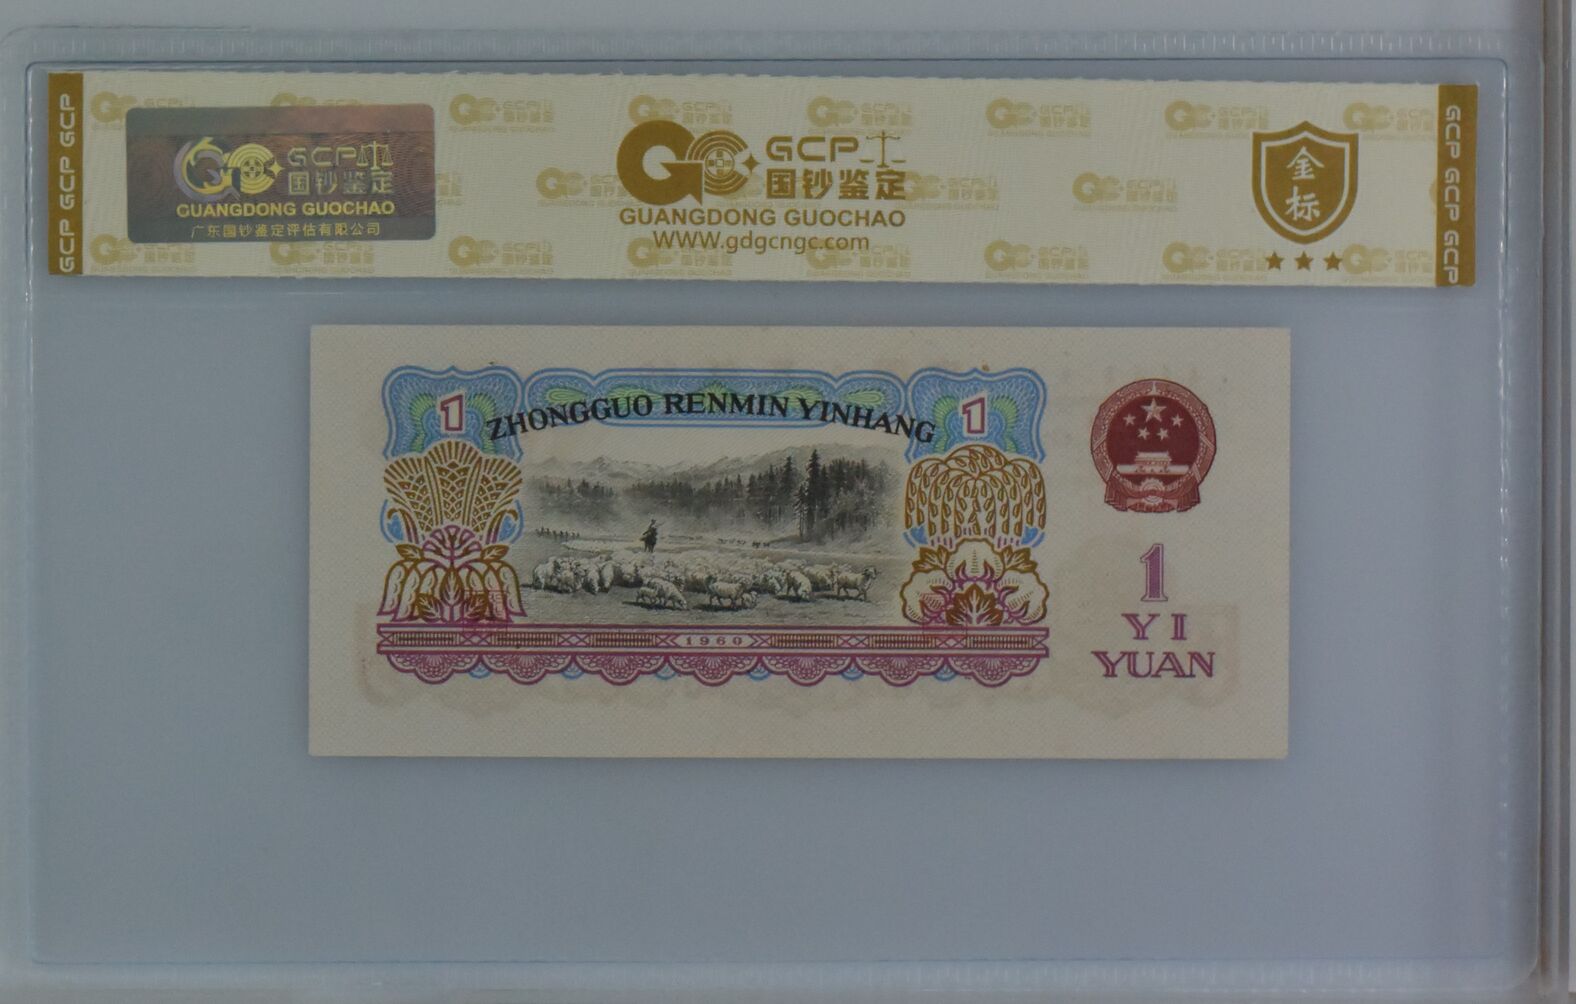 GCP GCP GCP
GCP
国钞鉴定
GUANGDONG GUOCHAO
广东国钞鉴定评估有限公司
GCP
国钞鉴定
GUANGDONG GUOCHAO
WWW.gdgcngc.com
金标
GCP GCP GCP
1
ZHONGGUO RENMIN YINHANG
1
1960
1
YI
YUAN